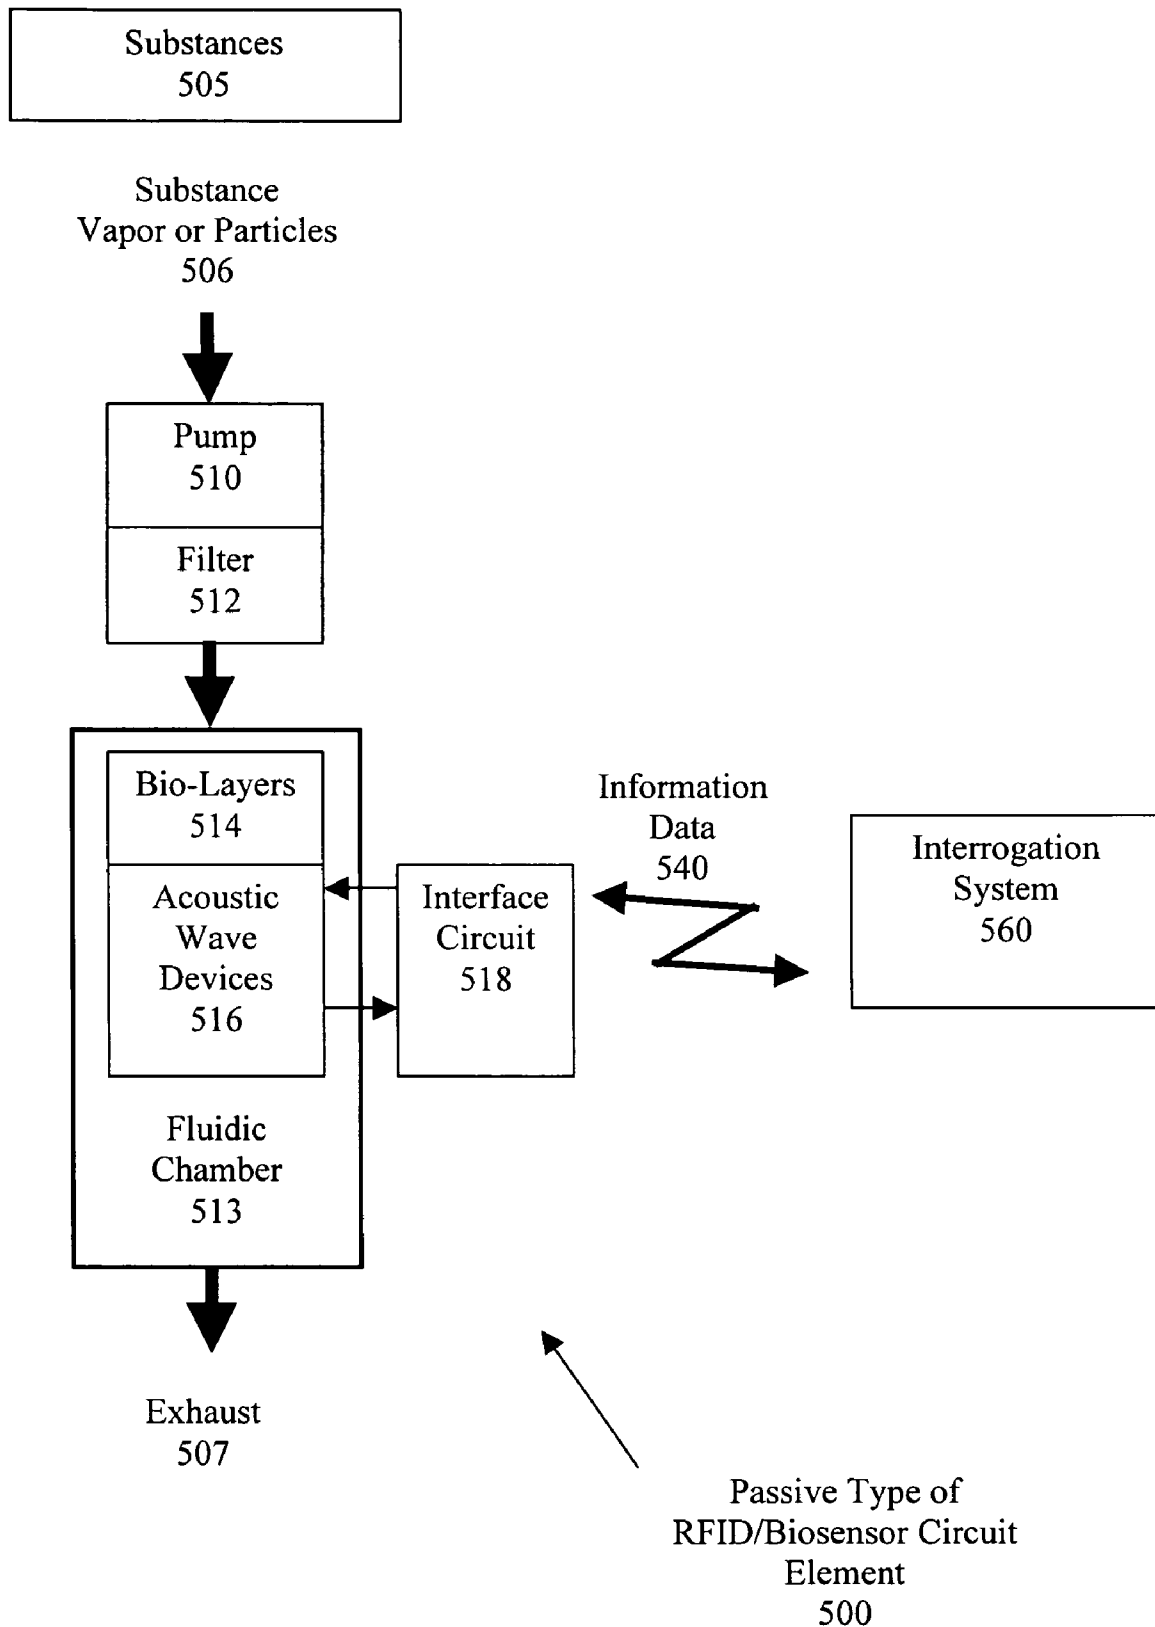 Substances
505
Substance
Vapor or Particles
506
Pump
510
Filter
512
Bio-Layers
514
Acoustic
Wave
Devices
516
Fluidic
Chamber
513
Interface
Circuit
518
Information
Data
540
Interrogation
System
560
Exhaust
507
Passive Type of
RFID/Biosensor Circuit
Element
500